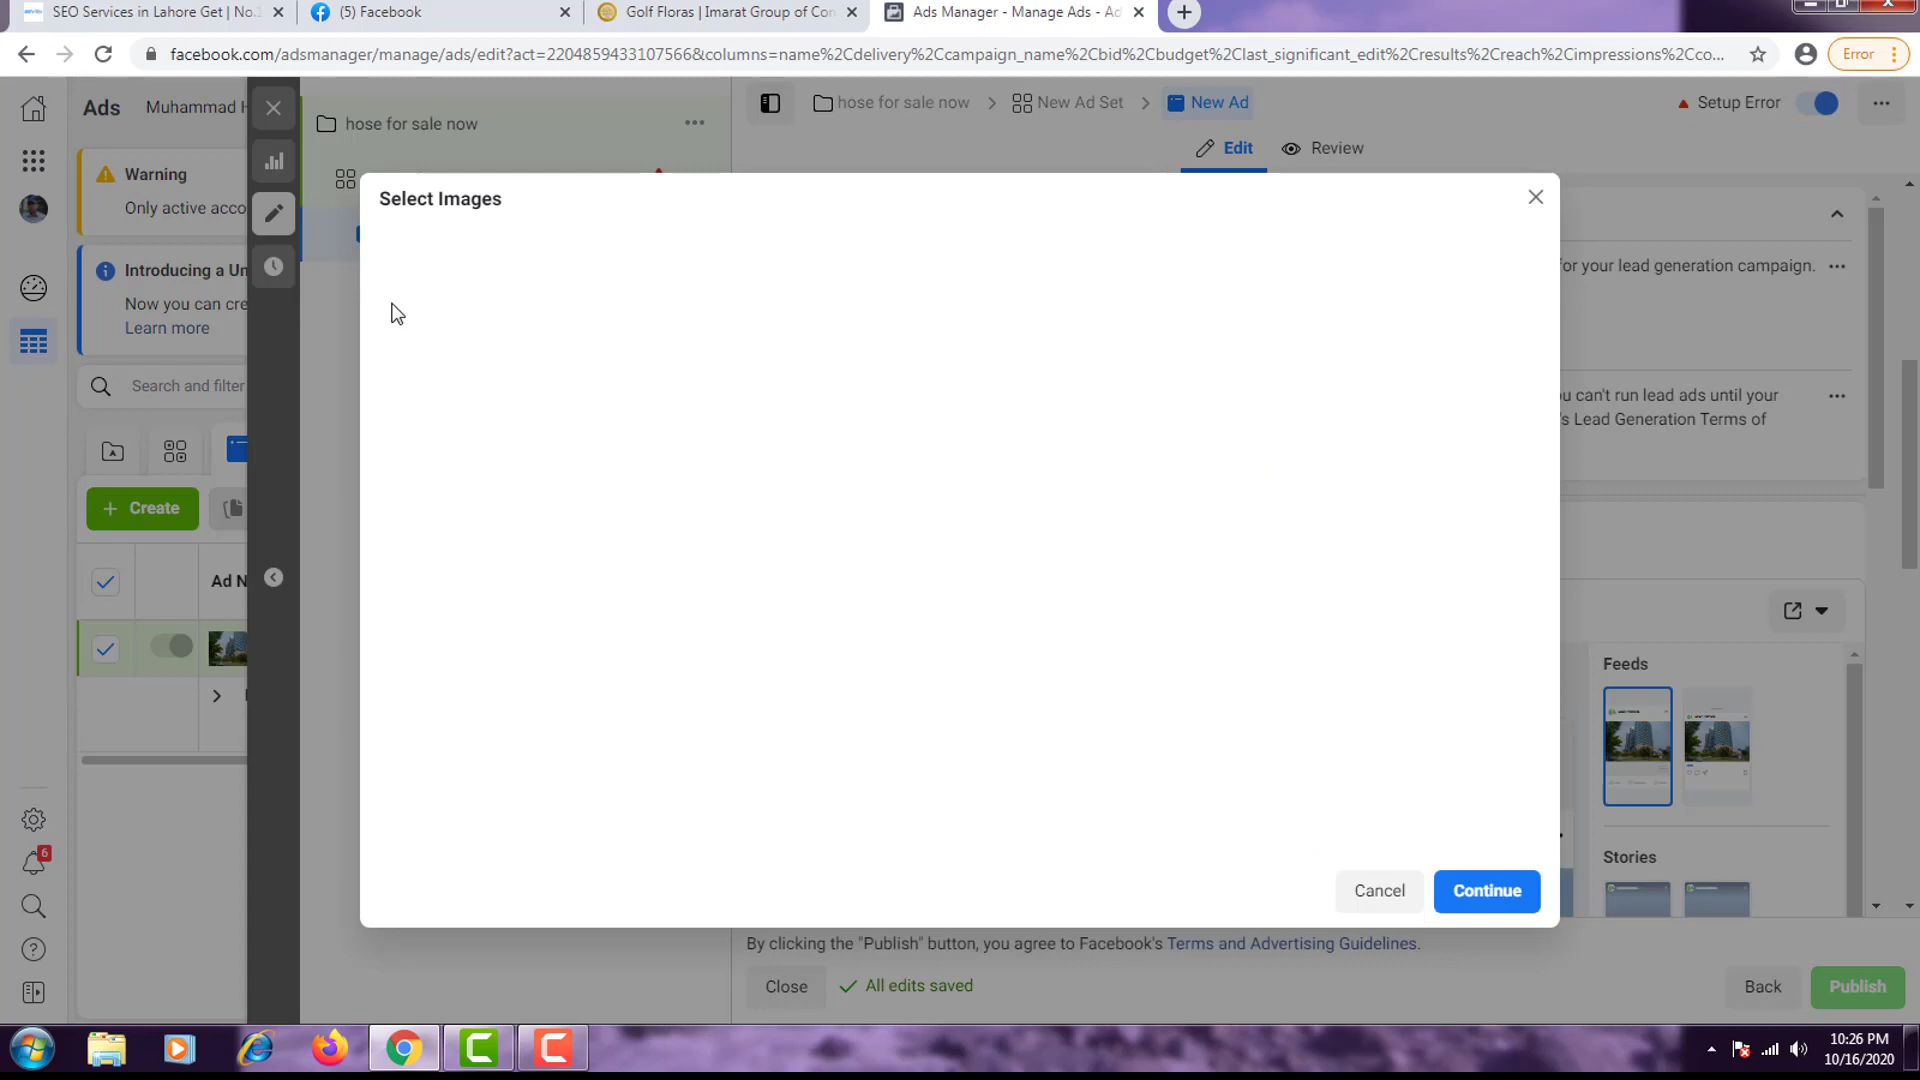 SEO Services in Lahore Get | No.
(5) Facebook
Golf Floras | Imarat Group of Con
Ads Manager - Manage Ads - Ad
facebook.com/adsmanager/manage/ads/edit?act=2204859433107566&columns=name%2Cdelivery%2Ccampaign_name%2Cbid%2Cbudget%2Clast_significant_edit%2Cresults%2Creach%2Cimpressions%2Cco...
Error
Ads
Muhammad H
hose for sale now
hose for sale now
New Ad Set
New Ad
Setup Error
Edit
Review
Warning
Only active acco
Introducing a Un
Now you can cre
Learn more
Search and filter
Create
Ad N
Select Images
for your lead generation campaign.
ou can't run lead ads until your
's Lead Generation Terms of
Feeds
Stories
Cancel
Continue
By clicking the "Publish" button, you agree to Facebook's Terms and Advertising Guidelines.
Close
All edits saved
Back
Publish
6
10:26 PM
10/16/2020